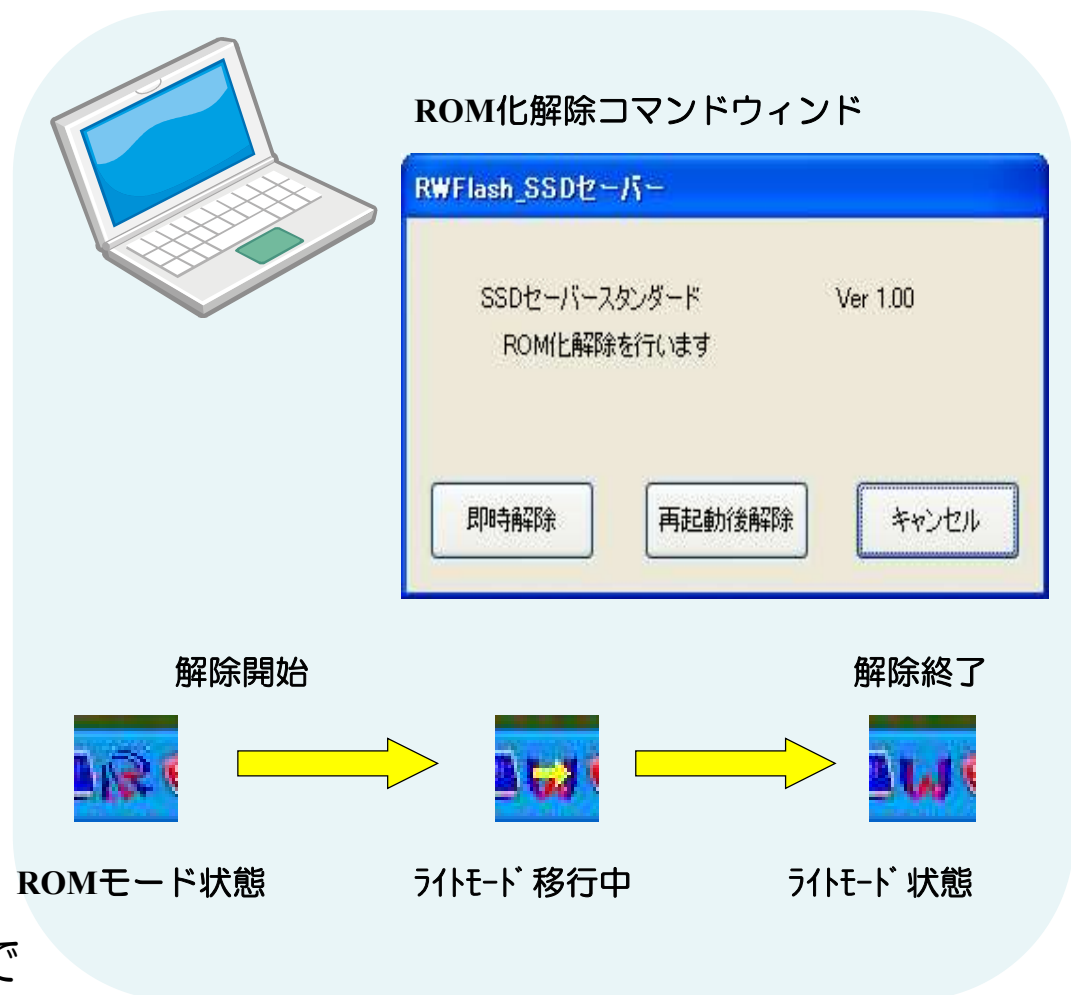 ROM化解除コマンドウィンド
RWFlash_SSDセーバー
SSDセーバースタンダード Ver 1.00
ROM化解除を行います
即時解除 再起動後解除 キャンセル
解除開始 解除終了
R W W
ROMモード状態 ﾗｲﾄﾓｰﾄﾞ移行中 ﾗｲﾄﾓｰﾄﾞ状態
で